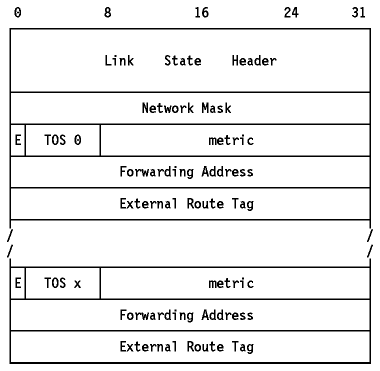 0 8 16 24 31
Link State Header
Network Mask
E TOS 0 metric
Forwarding Address
External Route Tag
E TOS x metric
Forwarding Address
External Route Tag